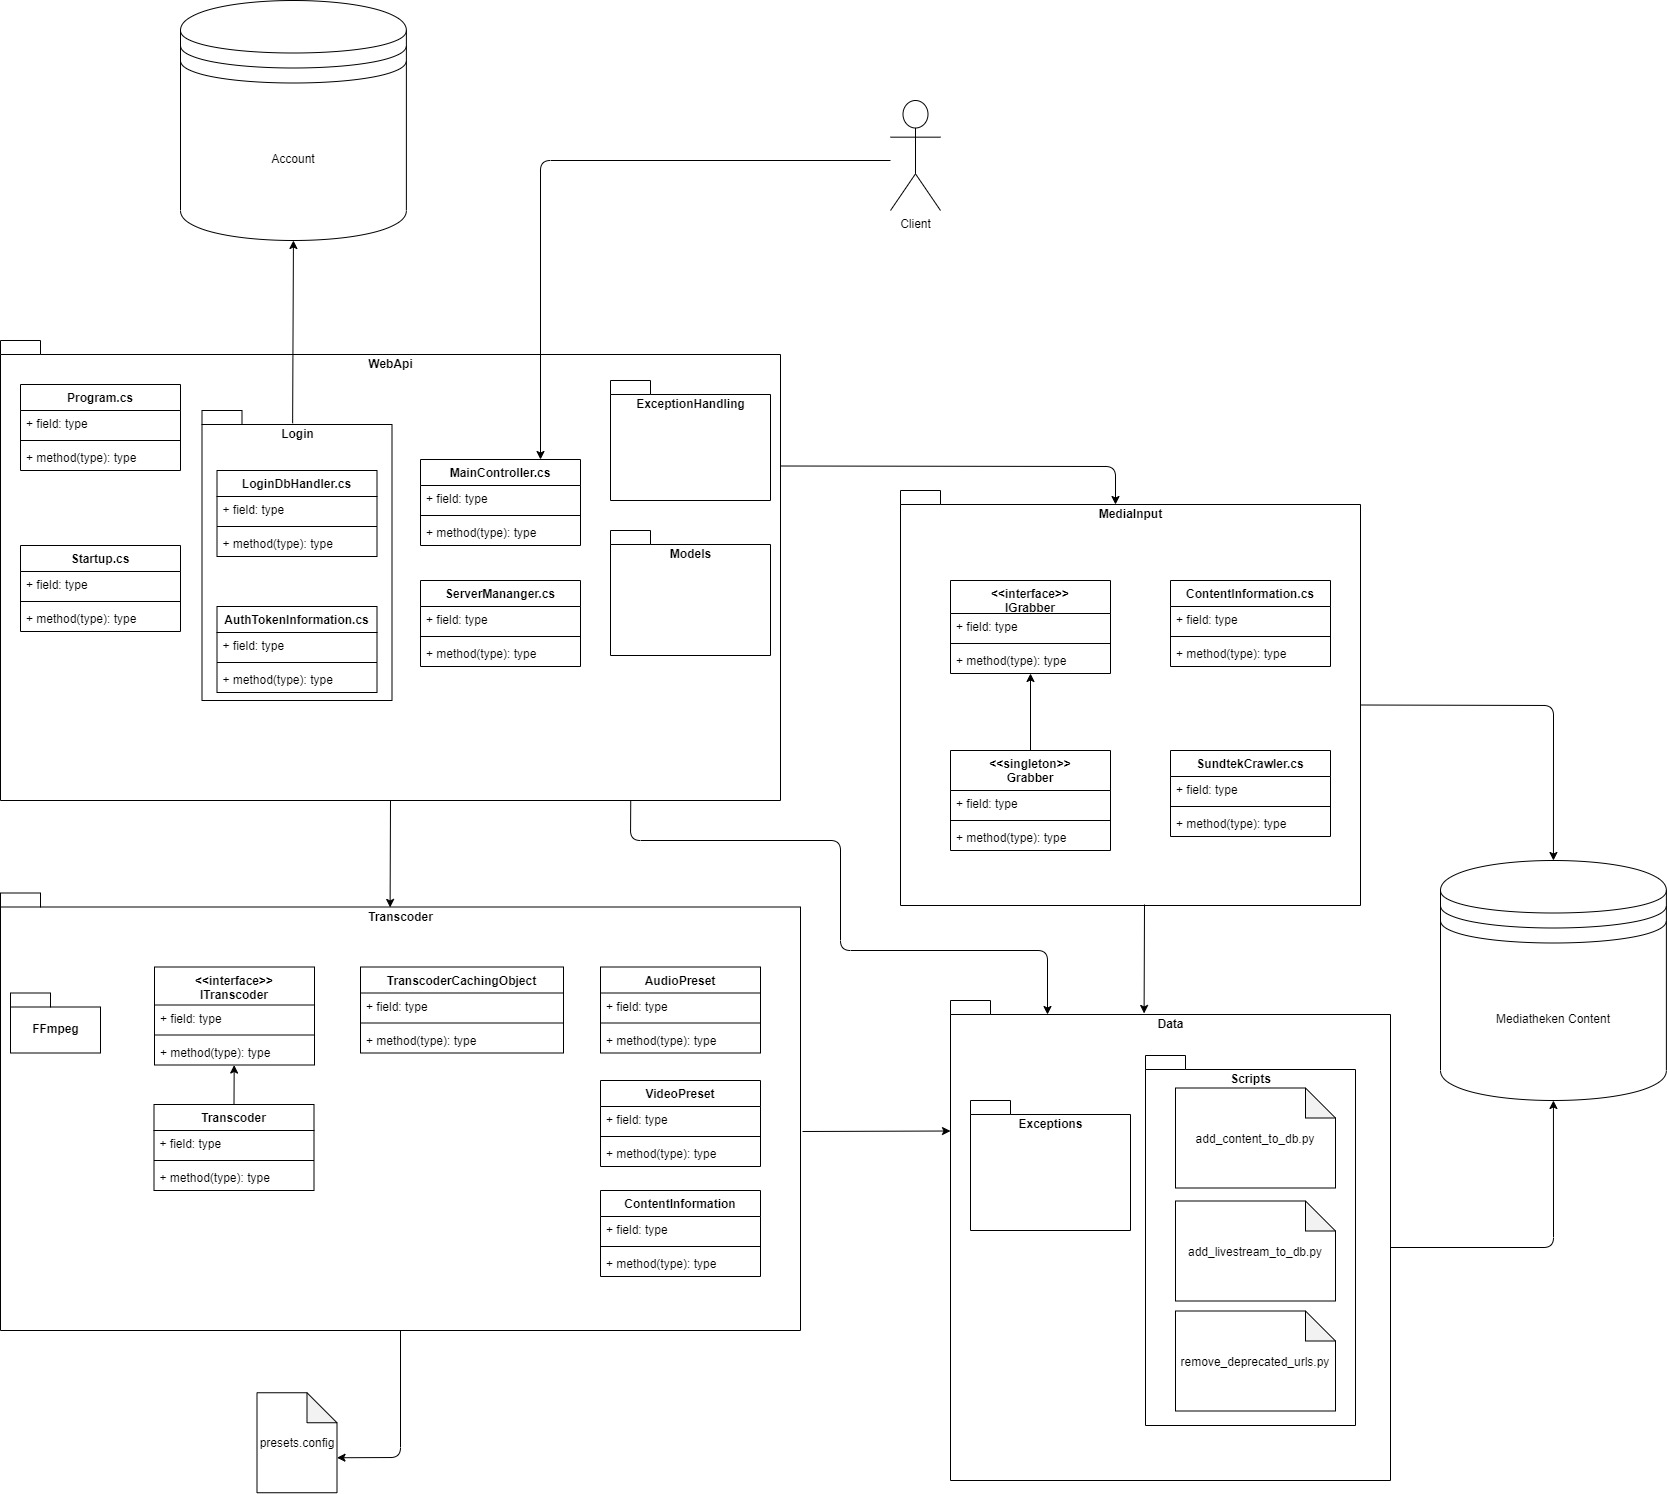 Account
Client
WebApi
Program.cs
+ field: type
+ method(type): type
Startup.cs
+ field: type
+ method(type): type
Login
LoginDbHandler.cs
+ field: type
+ method(type): type
AuthTokenInformation.cs
+ field: type
+ method(type): type
MainController.cs
+ field: type
+ method(type): type
ServerMananger.cs
+ field: type
+ method(type): type
ExceptionHandling
Models
MediaInput
<<interface>>
IGrabber
+ field: type
+ method(type): type
ContentInformation.cs
+ field: type
+ method(type): type
<<singleton>>
Grabber
+ field: type
+ method(type): type
SundtekCrawler.cs
+ field: type
+ method(type): type
Transcoder
FFmpeg
<<interface>>
ITranscoder
+ field: type
+ method(type): type
Transcoder
+ field: type
+ method(type): type
TranscoderCachingObject
+ field: type
+ method(type): type
AudioPreset
+ field: type
+ method(type): type
VideoPreset
+ field: type
+ method(type): type
ContentInformation
+ field: type
+ method(type): type
Data
Exceptions
Scripts
add_content_to_db.py
add_livestream_to_db.py
remove_deprecated_urls.py
Mediatheken Content
presets.config